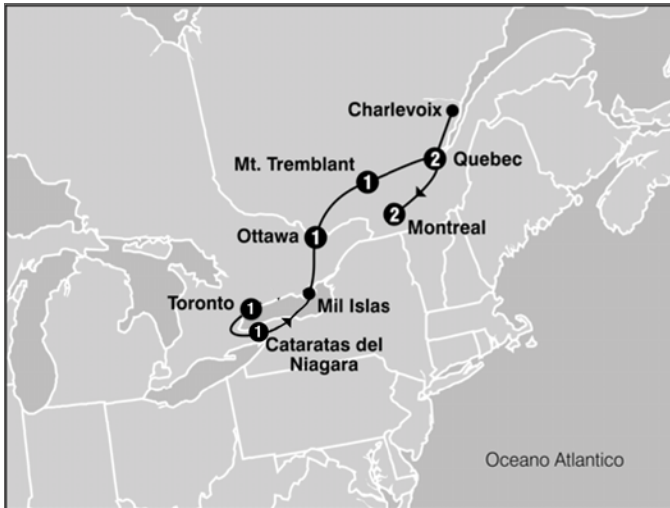 Charlevoix
2 Quebec
Mt. Tremblant
1
2
Montreal
Ottawa 1
Toronto 1
Mil Islas
1 Cataratas del
Niagara
Oceano Atlantico